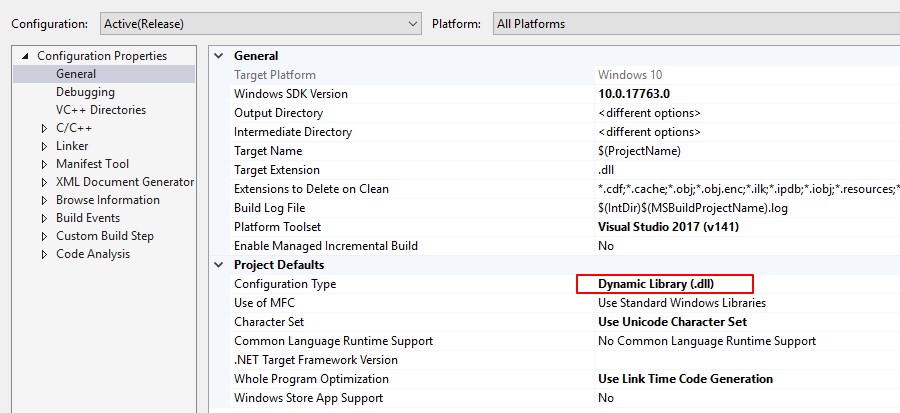 Configuration: Active(Release) Platform: All Platforms
Configuration Properties
General
Debugging
VC++ Directories
C/C++
Linker
Manifest Tool
XML Document Generator
Browse Information
Build Events
Custom Build Step
Code Analysis
General
Target Platform Windows 10
Windows SDK Version 10.0.17763.0
Output Directory <different options>
Intermediate Directory <different options>
Target Name $(ProjectName)
Target Extension .dll
Extensions to Delete on Clean *.cdf;*.cache;*.obj;*.obj.enc;*.ilk;*.ipdb;*.iobj;*.resources;*
Build Log File $(IntDir)$(MSBuildProjectName).log
Platform Toolset Visual Studio 2017 (v141)
Enable Managed Incremental Build No
Project Defaults
Configuration Type Dynamic Library (.dll)
Use of MFC Use Standard Windows Libraries
Character Set Use Unicode Character Set
Common Language Runtime Support No Common Language Runtime Support
.NET Target Framework Version
Whole Program Optimization Use Link Time Code Generation
Windows Store App Support No